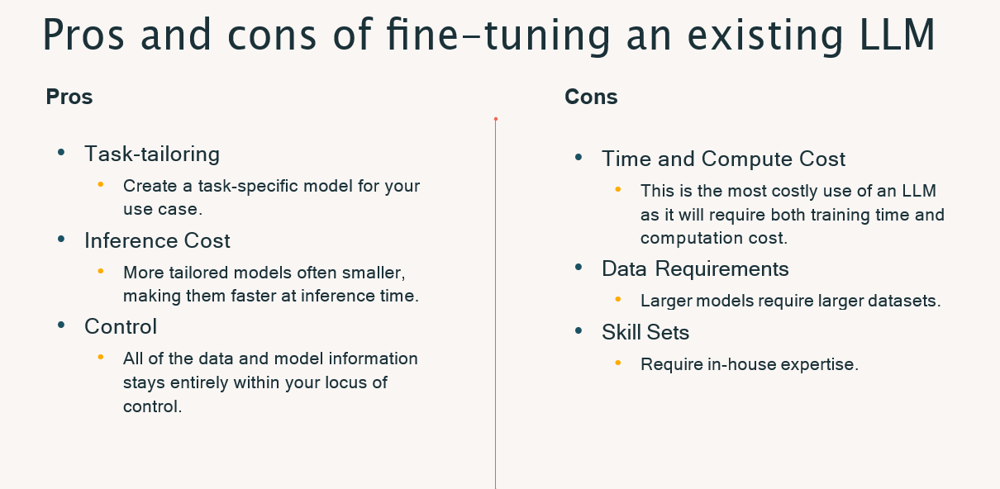 Pros and cons of fine-tuning an existing LLM
Pros
• Task-tailoring
• Create a task-specific model for your
use case.
• Inference Cost
• More tailored models often smaller,
making them faster at inference time.
• Control
• All of the data and model information
stays entirely within your locus of
control.
Cons
• Time and Compute Cost
• This is the most costly use of an LLM
as it will require both training time and
computation cost.
• Data Requirements
• Larger models require larger datasets.
• Skill Sets
• Require in-house expertise.